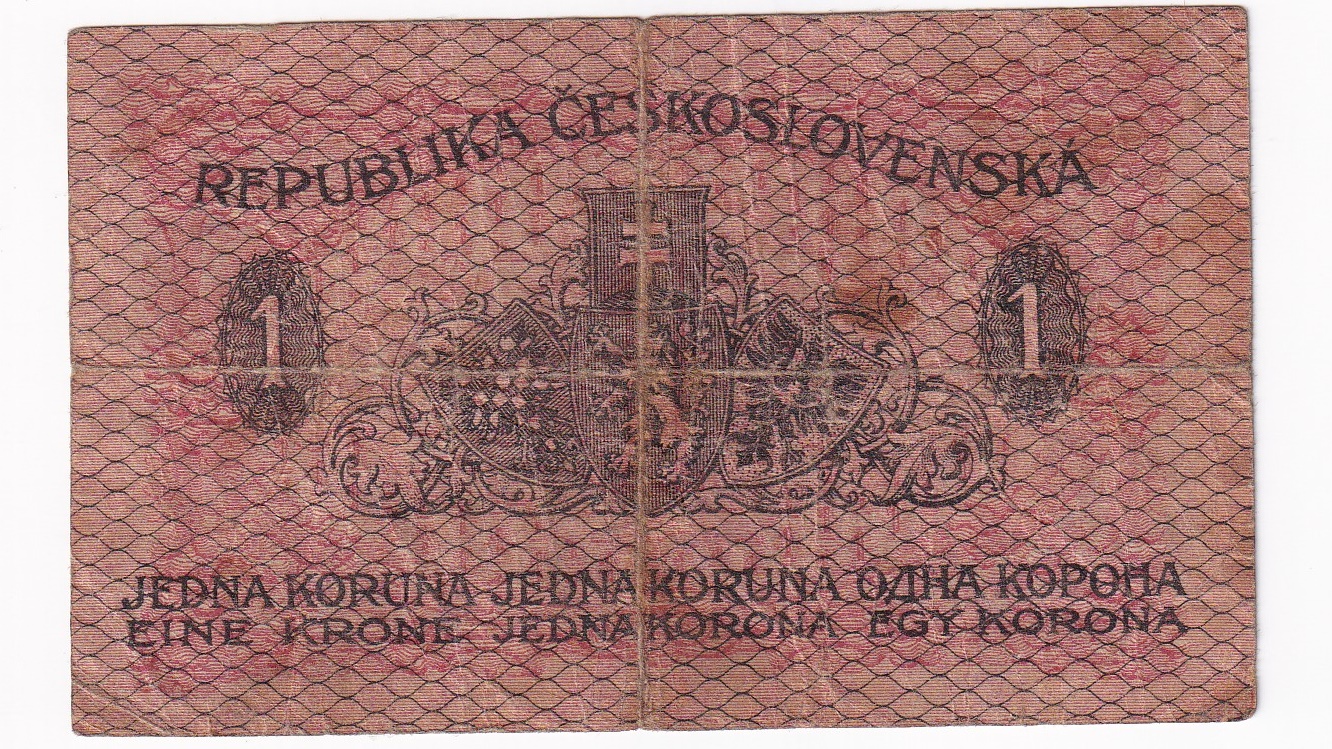 REPUBLIKA ČESKOSLOVENSKÁ
1 1
JEDNA KORUNA JEDNA KORUNA ОДНА КОРОНА
EINE KRONE JEDNA KORONA EGY KORONA